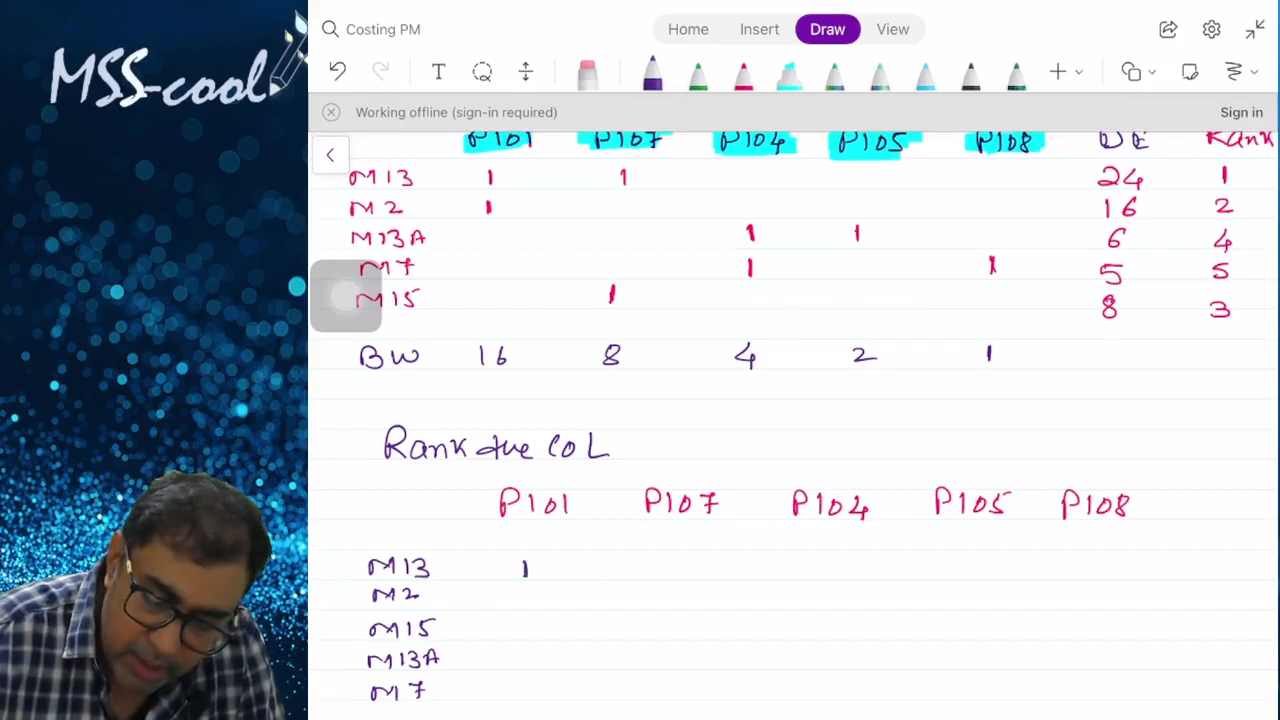 MSS-cool
Costing PM
Home Insert Draw View
Working offline (sign-in required) Sign in
P101 P107 P104 P105 P108 DE Rank
M13 1 1 24 1
M2 1 16 2
M13A 1 1 6 4
M7 1 1 5 5
M15 1 8 3
BW 16 8 4 2 1
Rank the COL
P101 P107 P104 P105 P108
M13 1
M2
M15
M13A
M7